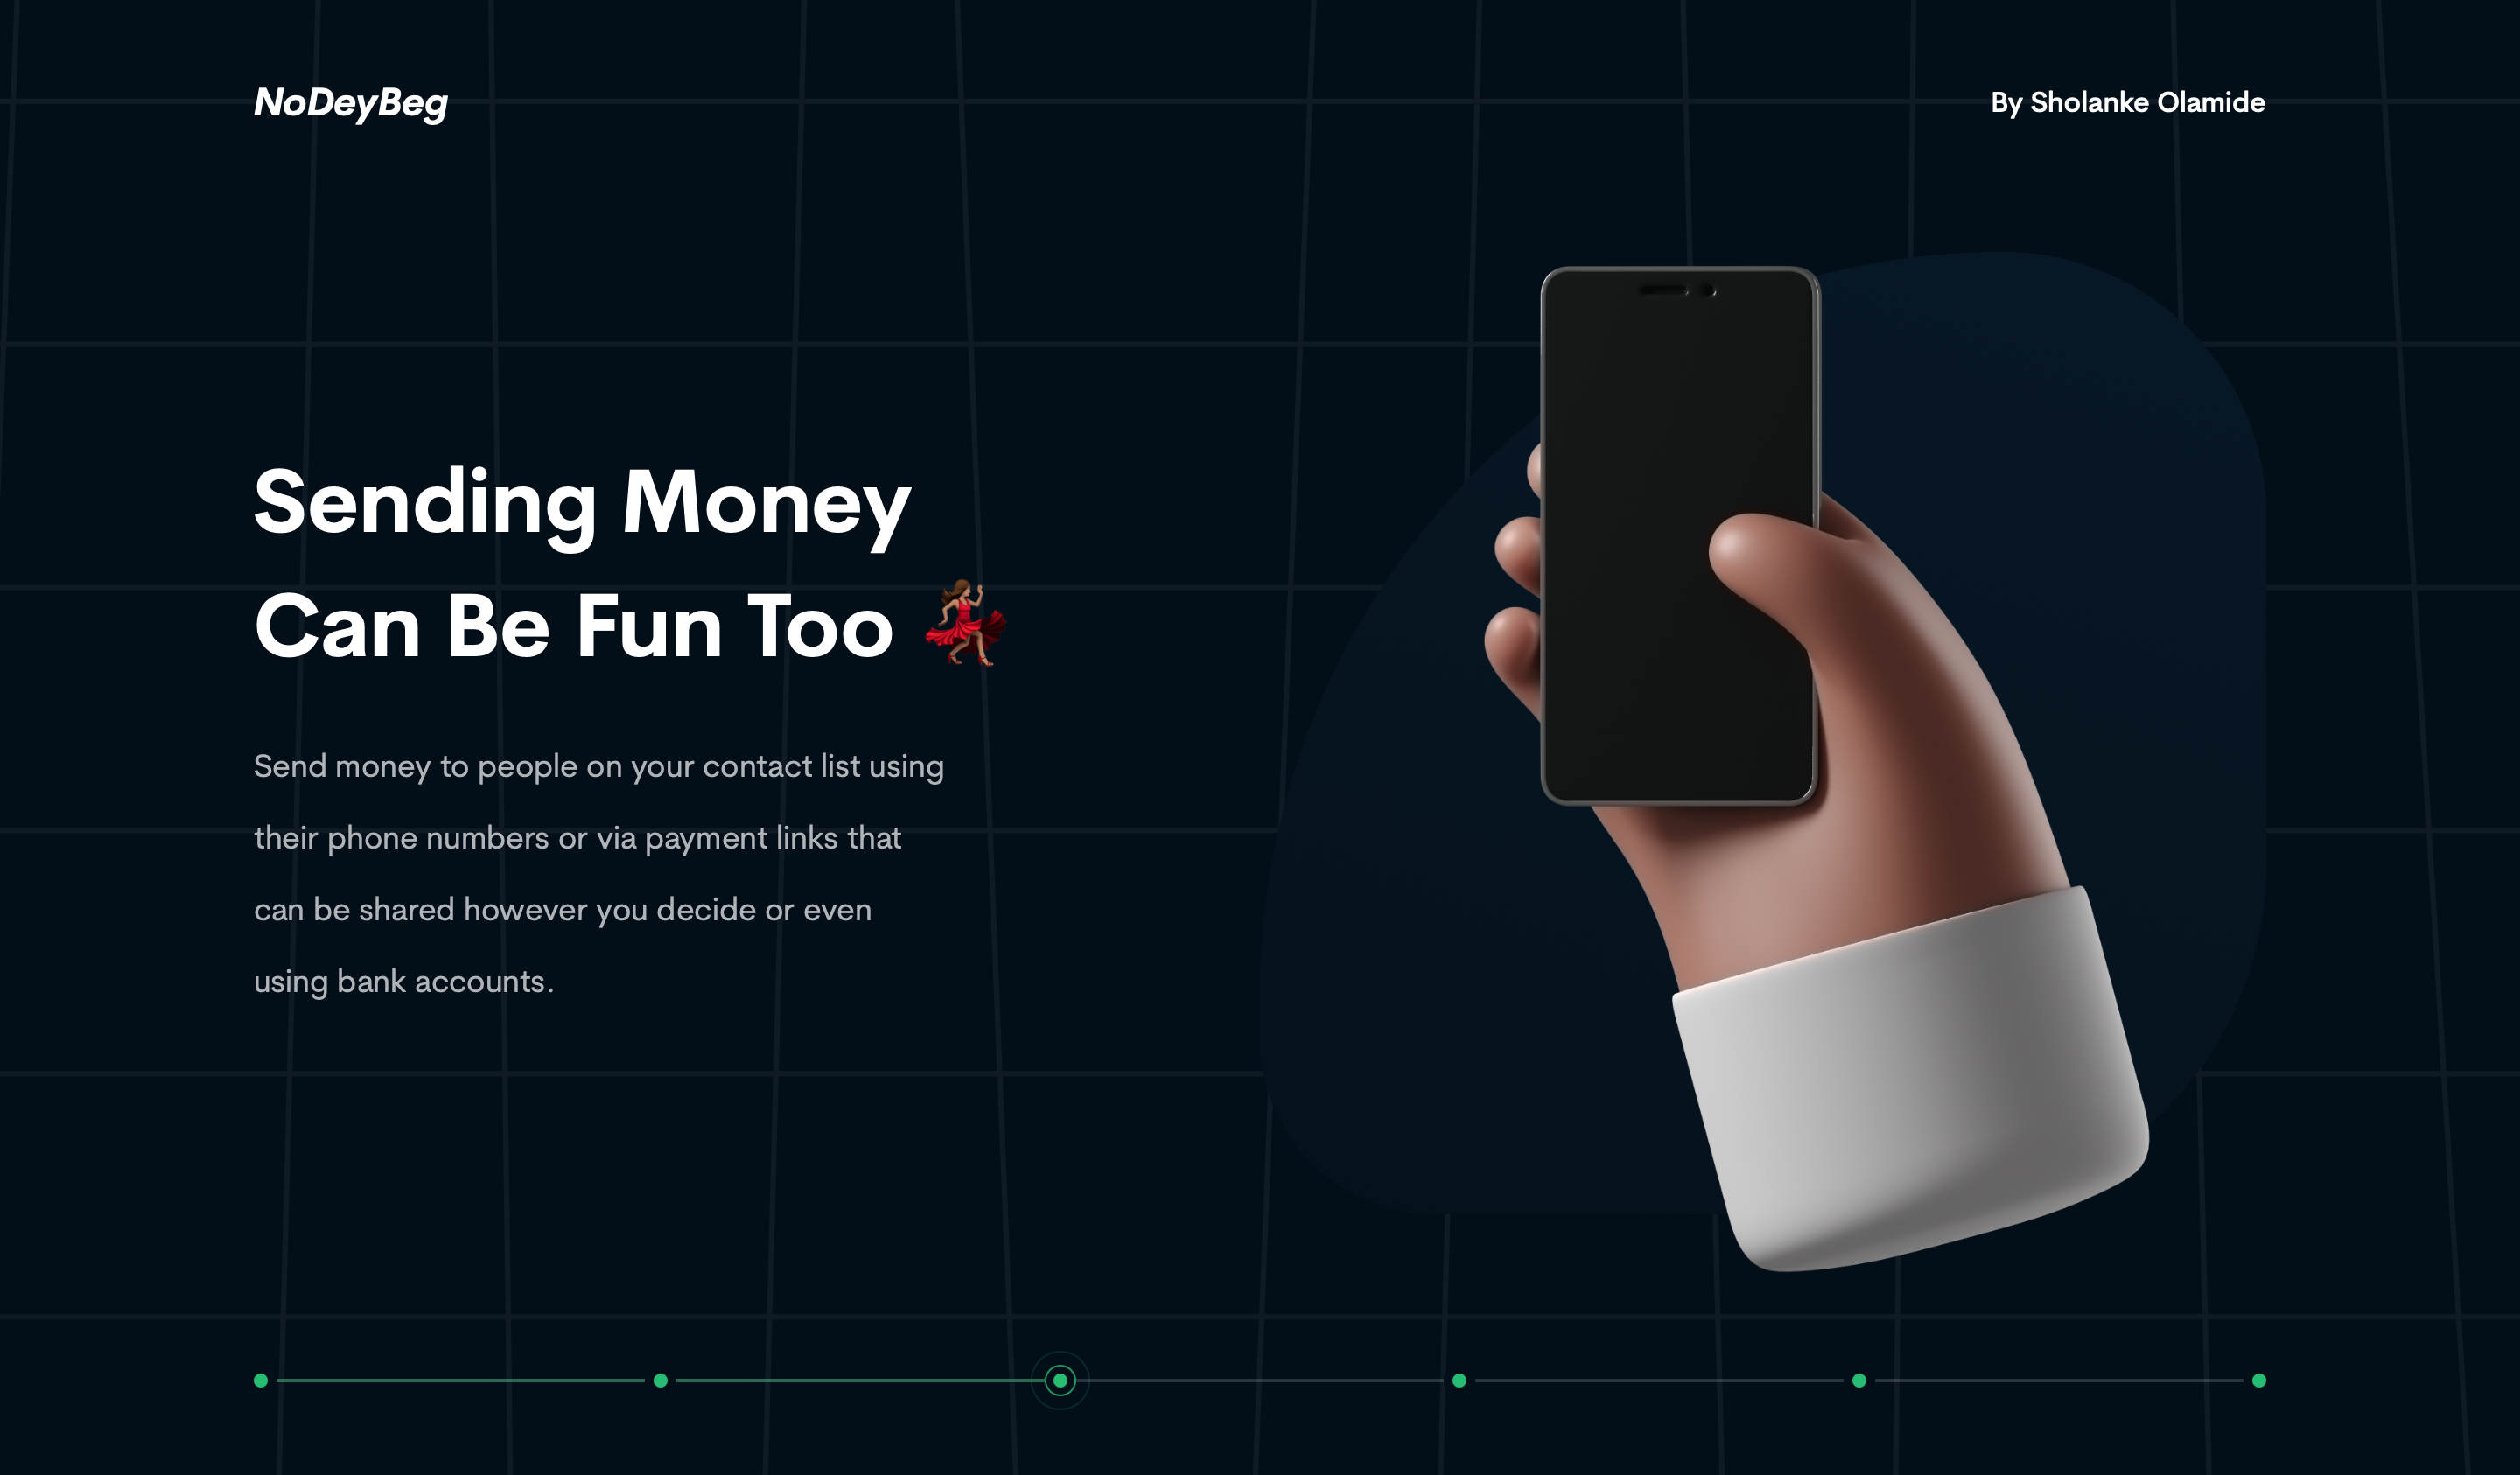 NoDeyBeg
By Sholanke Olamide
Sending Money
Can Be Fun Too 💃🏽
Send money to people on your contact list using
their phone numbers or via payment links that
can be shared however you decide or even
using bank accounts.